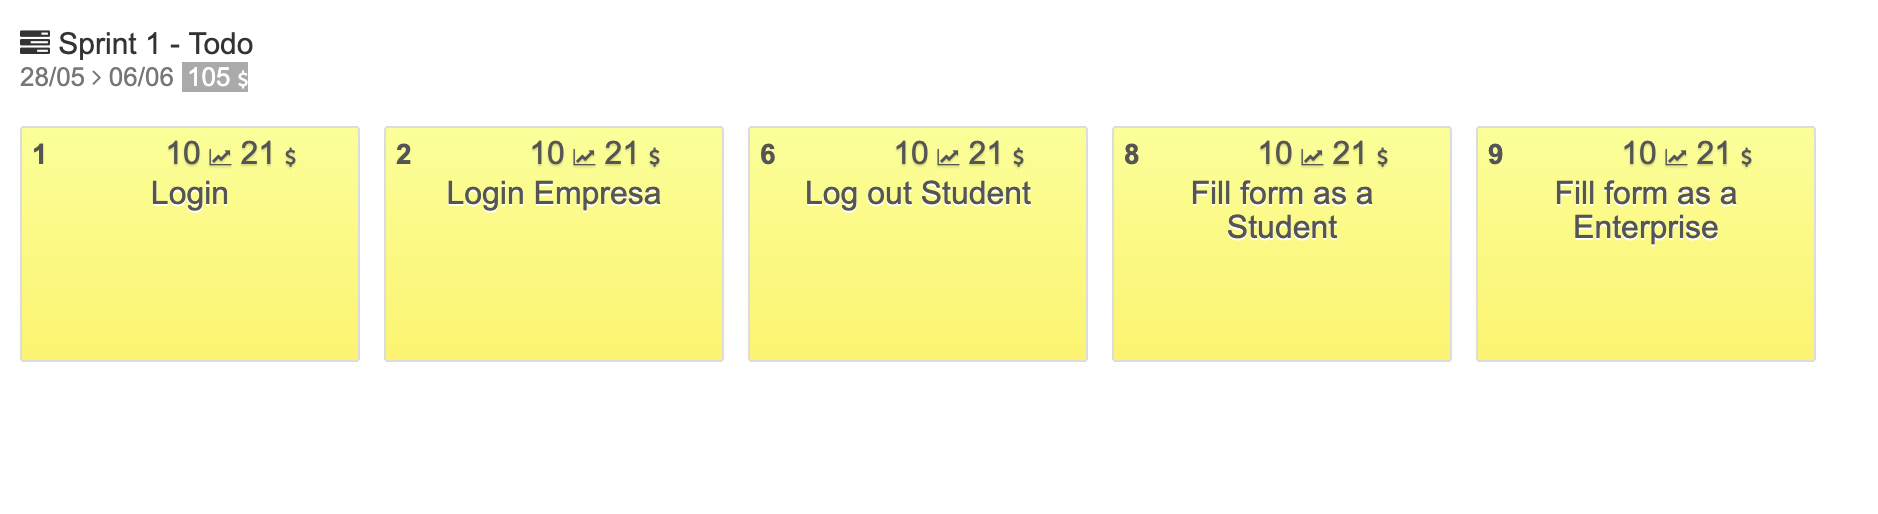 Sprint 1 - Todo
28/05 > 06/06 105 $
1 10 21 $
Login
2 10 21 $
Login Empresa
6 10 21 $
Log out Student
8 10 21 $
Fill form as a
Student
9 10 21 $
Fill form as a
Enterprise